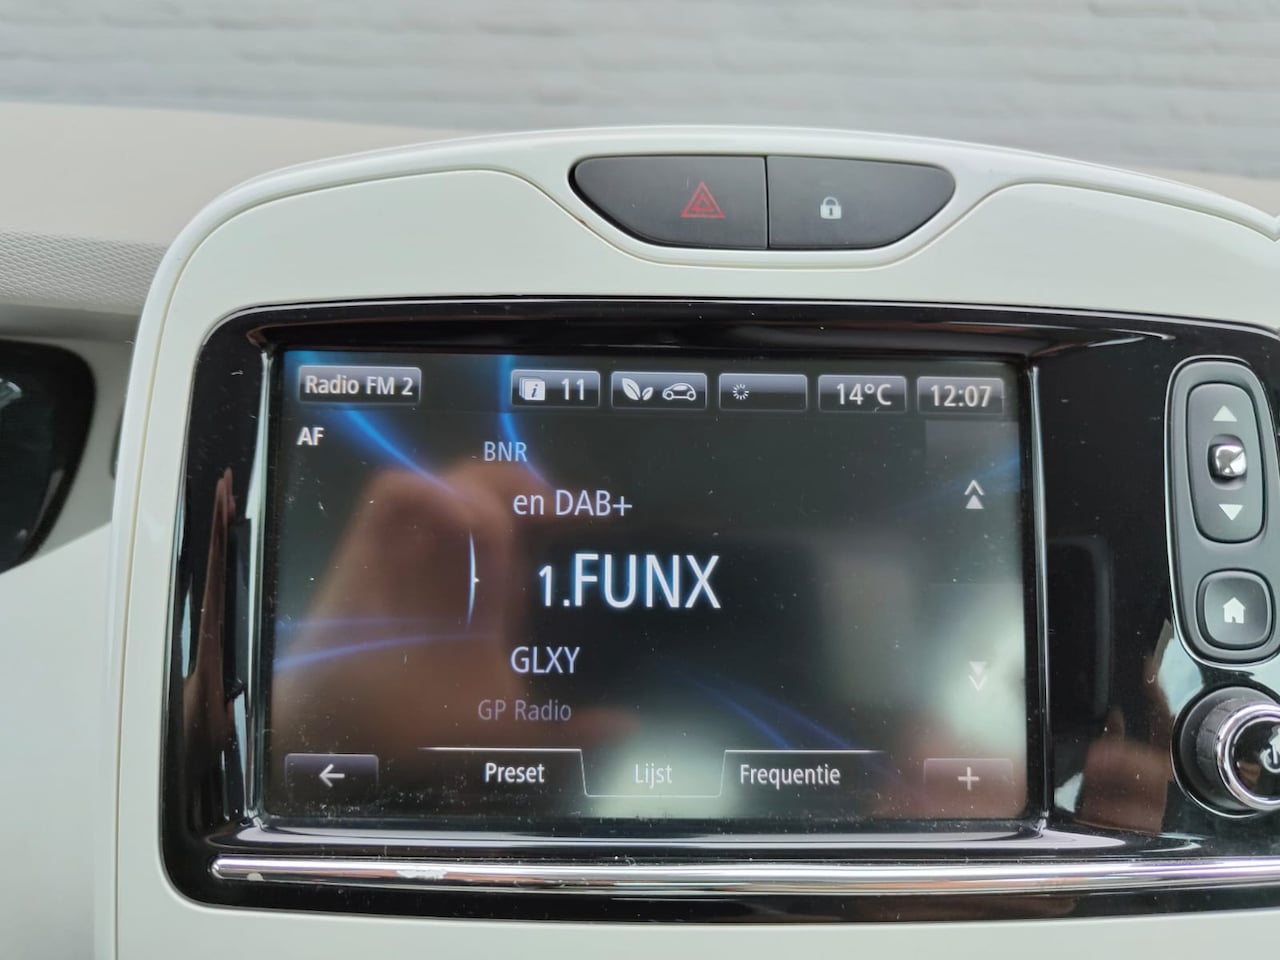 Radio FM 2
11
14°C
12:07
AF
BNR
en DAB+
1.FUNX
GLXY
GP Radio
Preset
Lijst
Frequentie
+